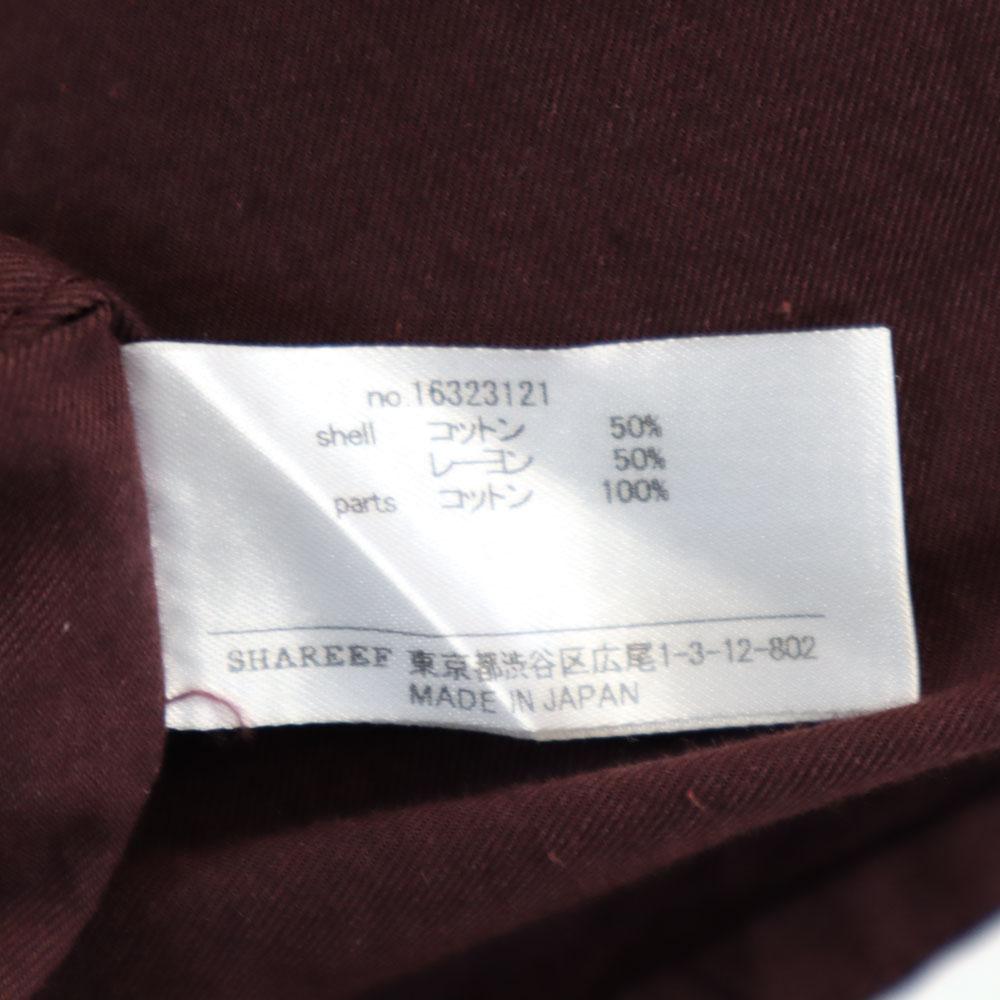 no.16323121
shell コットン 50%
レーヨン 50%
parts コットン 100%
SHAREEF 東京都渋谷区広尾1-3-12-802
MADE IN JAPAN